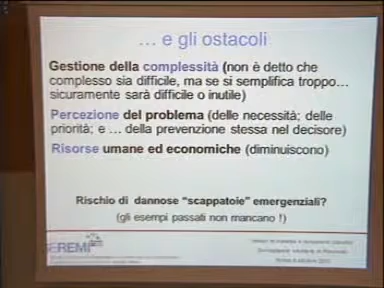 … e gli ostacoli
Gestione della complessità (non è detto che
complesso sia difficile, ma se si semplifica troppo…
sicuramente sarà difficile o inutile)
Percezione del problema (delle necessità; delle
priorità; e … della prevenzione stessa nel decisore)
Risorse umane ed economiche (diminuiscono)
Rischio di dannose “scappatoie” emergenziali?
(gli esempi passati non mancano !)
EREMI